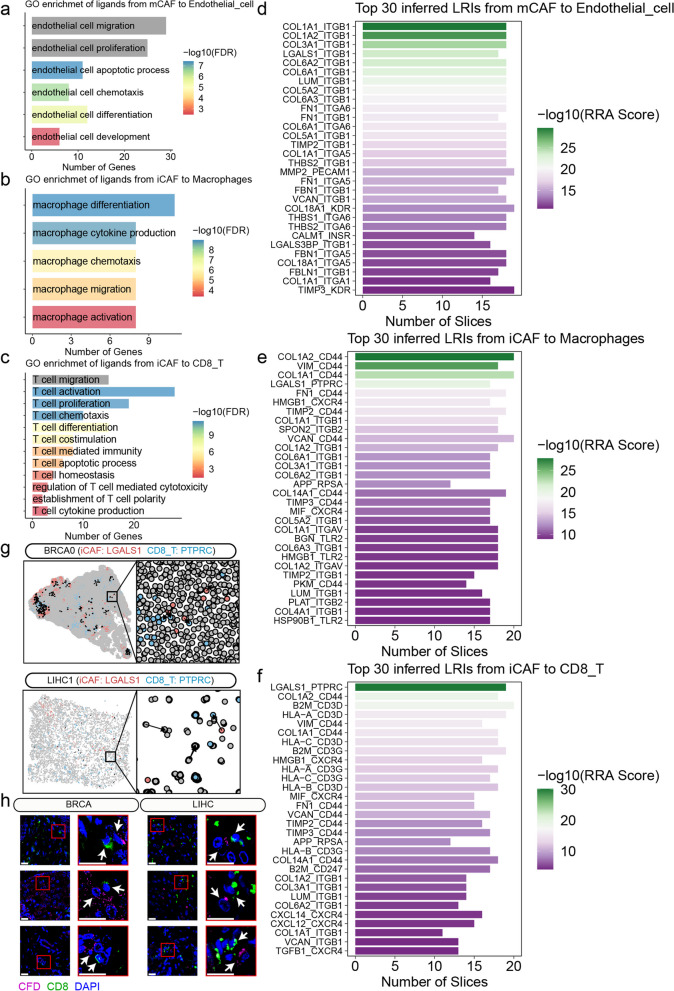 a
GO enrichmet of ligands from mCAF to Endothelial_cell
endothelial cell migration
endothelial cell proliferation
endothelial cell apoptotic process
endothelial cell chemotaxis
endothelial cell differentiation
endothelial cell development
0 10 20 30
Number of Genes
−log10(FDR)
7
6
5
4
3
b
GO enrichmet of ligands from iCAF to Macrophages
macrophage differentiation
macrophage cytokine production
macrophage chemotaxis
macrophage migration
macrophage activation
0 3 6 9
Number of Genes
−log10(FDR)
8
7
6
5
4
c
GO enrichmet of ligands from iCAF to CD8_T
T cell migration
T cell activation
T cell proliferation
T cell chemotaxis
T cell differentiation
T cell costimulation
T cell mediated immunity
T cell apoptotic process
T cell homeostasis
regulation of T cell mediated cytotoxicity
establishment of T cell polarity
T cell cytokine production
0 10 20
Number of Genes
−log10(FDR)
11
9
7
5
3
d
Top 30 inferred LRIs from mCAF to Endothelial_cell
COL1A1_ITGB1
COL1A2_ITGB1
COL3A1_ITGB1
LGALS1_ITGB1
COL6A2_ITGB1
COL6A1_ITGB1
LUM_ITGB1
COL5A2_ITGB1
COL6A3_ITGB1
FN1_ITGA6
FN1_ITGB1
COL6A1_ITGA6
COL5A1_ITGB1
TIMP2_ITGB1
COL1A1_ITGA5
THBS2_ITGB1
MMP2_PECAM1
FN1_ITGA5
FBN1_ITGB1
VCAN_ITGB1
COL18A1_KDR
THBS1_ITGA6
THBS2_ITGA6
CALM1_INSR
LGALS3BP_ITGB1
FBN1_ITGA5
COL18A1_ITGA5
FBLN1_ITGB1
COL1A1_ITGA1
TIMP3_KDR
0 5 10 15
Number of Slices
−log10(RRA Score)
25
20
15
10
e
Top 30 inferred LRIs from iCAF to Macrophages
COL1A2_CD44
VIM_CD44
COL1A1_CD44
LGALS1_PTPRC
FN1_CD44
HMGB1_CXCR4
TIMP2_CD44
COL1A1_ITGB1
SPON2_ITGB2
VCAN_CD44
COL1A2_ITGB1
COL6A1_ITGB1
COL3A1_ITGB1
COL6A2_ITGB1
APP_RPSA
COL14A1_CD44
TIMP3_CD44
MIF_CXCR4
COL5A2_ITGB1
COL1A1_ITGAV
BGN_TLR2
COL6A3_ITGB1
HMGB1_TLR2
COL1A2_ITGAV
TIMP2_ITGB1
PKM_CD44
LUM_ITGB1
PLAT_ITGB2
COL4A1_ITGB1
HSP90B1_TLR2
0 5 10 15 20
Number of Slices
−log10(RRA Score)
25
20
15
10
f
Top 30 inferred LRIs from iCAF to CD8_T
LGALS1_PTPRC
COL1A2_CD44
B2M_CD3D
HLA−A_CD3D
VIM_CD44
COL1A1_CD44
HLA−C_CD3D
B2M_CD3G
HMGB1_CXCR4
HLA−A_CD3G
HLA−C_CD3G
HLA−B_CD3D
MIF_CXCR4
FN1_CD44
VCAN_CD44
TIMP2_CD44
TIMP3_CD44
APP_RPSA
HLA−B_CD3G
COL14A1_CD44
B2M_CD247
COL1A2_ITGB1
COL3A1_ITGB1
LUM_ITGB1
COL6A2_ITGB1
CXCL14_CXCR4
CXCL12_CXCR4
COL1A1_ITGB1
VCAN_ITGB1
TGFB1_CXCR4
0 5 10 15 20
Number of Slices
−log10(RRA Score)
30
20
10
g
BRCA0 (iCAF: LGALS1 CD8_T: PTPRC)
LIHC1 (iCAF: LGALS1 CD8_T: PTPRC)
h
BRCA LIHC
CFD CD8 DAPI